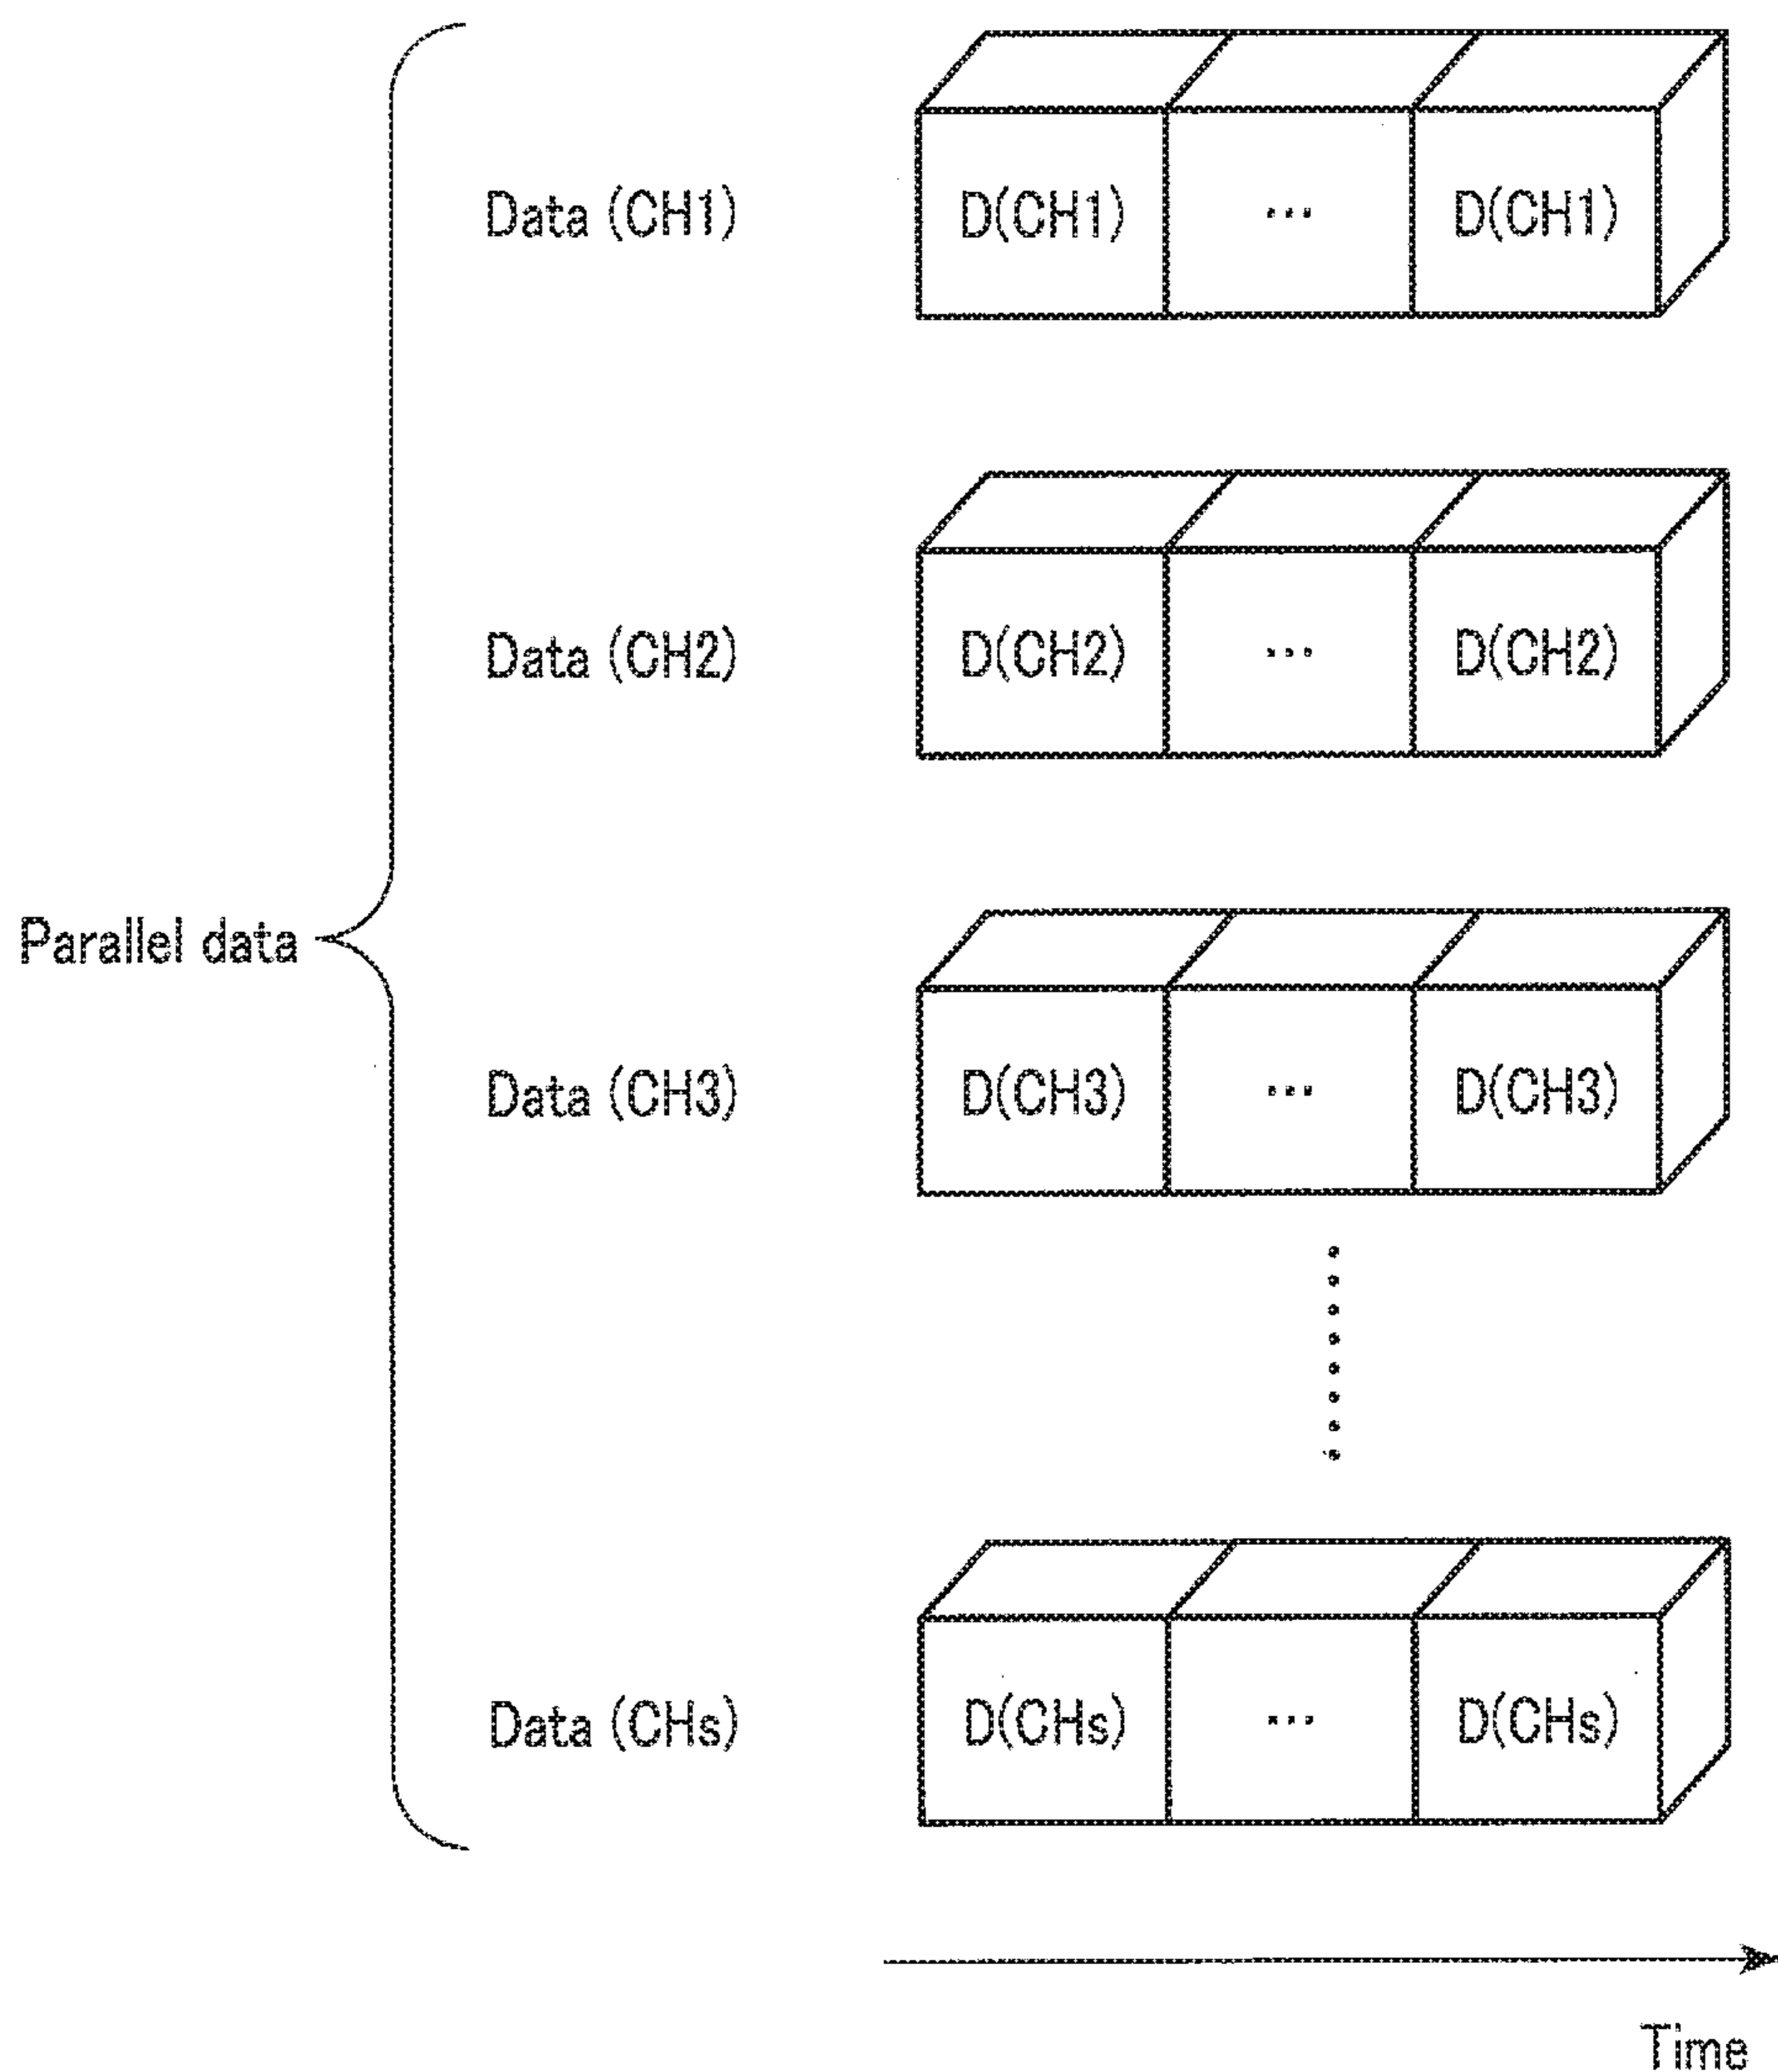 Data (CH1) D(CH1) ... D(CH1)
Data (CH2) D(CH2) ... D(CH2)
Parallel data
Data (CH3) D(CH3) ... D(CH3)
Data (CHs) D(CHs) ... D(CHs)
Time